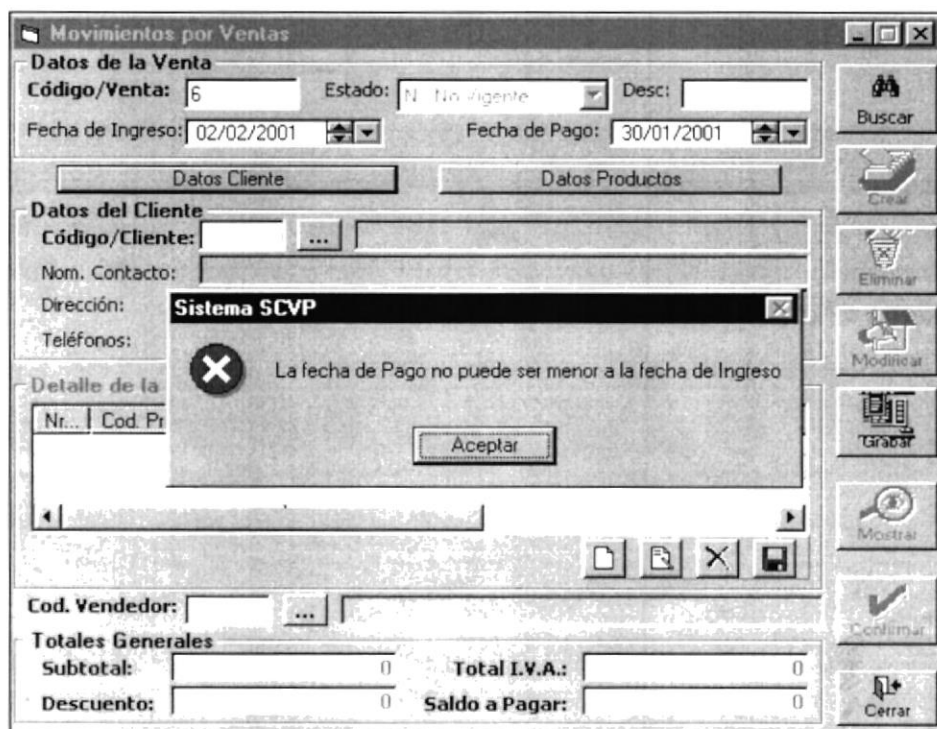 Movimientos por Ventas
Datos de la Venta
Código/Venta: 6 Estado: N No Vigente Desc:
Fecha de Ingreso: 02/02/2001 Fecha de Pago: 30/01/2001
Datos Cliente Datos Productos
Datos del Cliente
Código/Cliente: ...
Nom. Contacto:
Dirección:
Teléfonos:
Sistema SCVP
La fecha de Pago no puede ser menor a la fecha de Ingreso
Aceptar
Detalle de la
Nr... Cod. Pr
Cod. Vendedor: ...
Totales Generales
Subtotal: 0 Total I.V.A.: 0
Descuento: 0 Saldo a Pagar: 0
Buscar
Crear
Eliminar
Modificar
Grabar
Mostrar
Confirmar
Cerrar